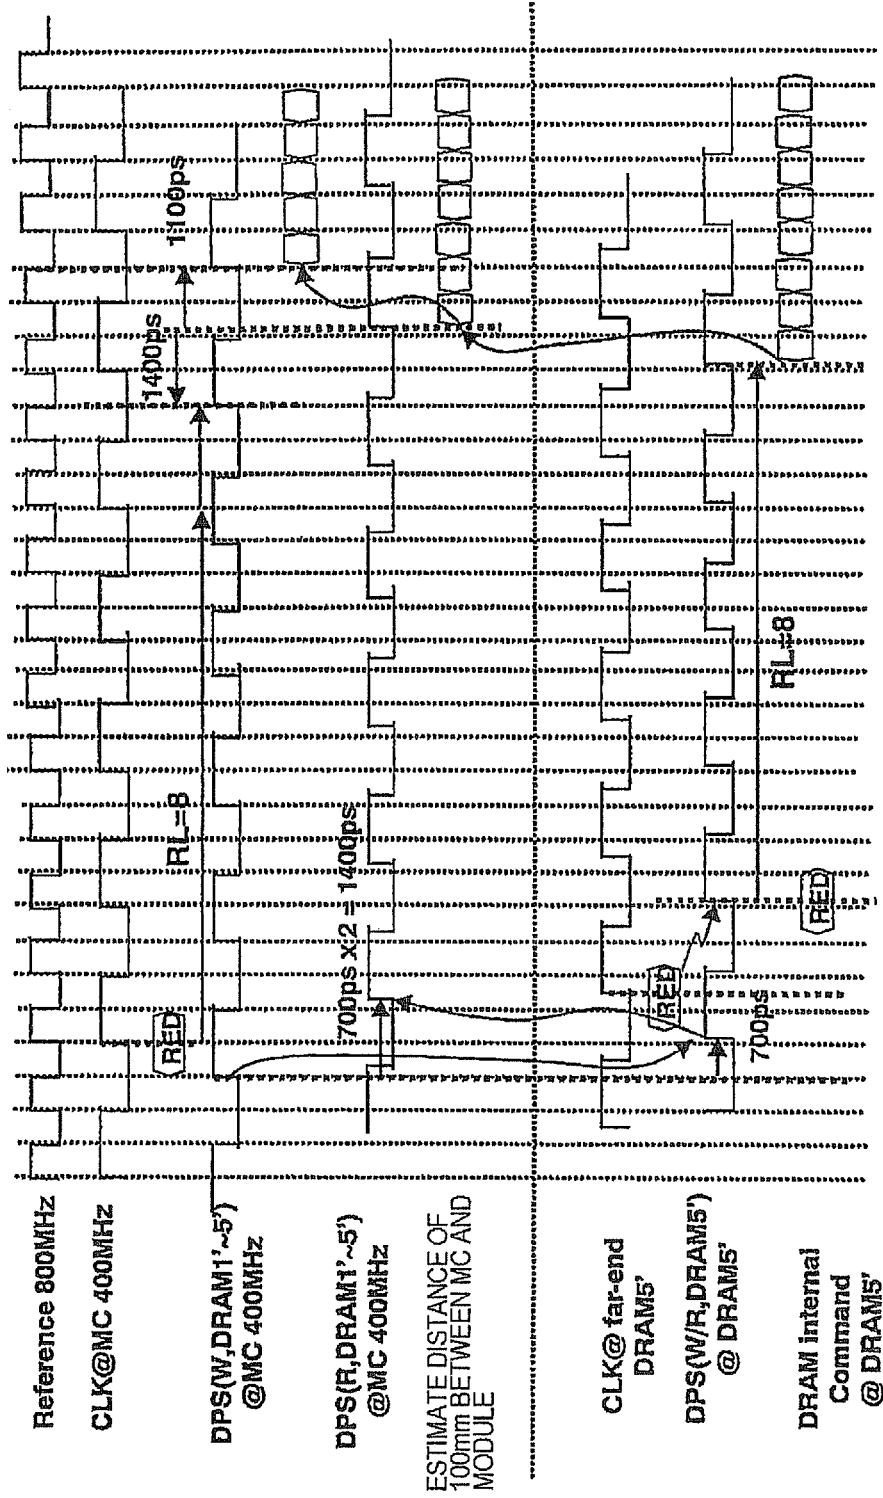 Reference 800MHz
CLK@MC 400MHz
DPS(W,DRAM1'~5')
@MC 400MHz
DPS(R,DRAM1'~5')
@MC 400MHz
ESTIMATE DISTANCE OF
100mm BETWEEN MC AND
MODULE
CLK@ far-end
DRAM5'
DPS(W/R,DRAM5')
@ DRAM5'
DRAM internal
Command
@ DRAM5'
RED
RL=8
1400ps
1100ps
700ps x 2 = 1400ps
RED
700ps
RED
RL=8